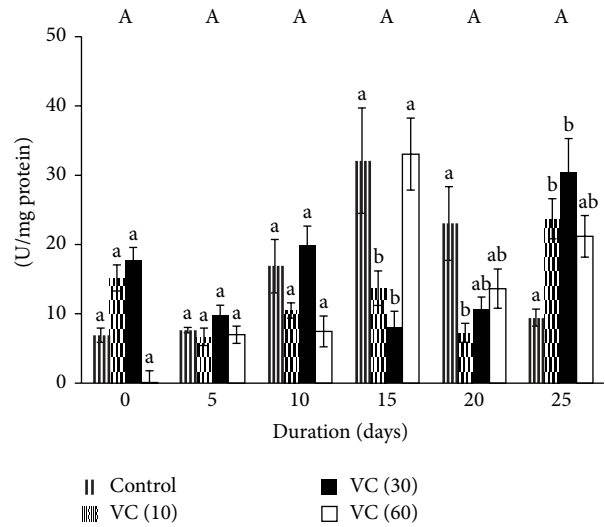 A A A A A A
50
40
30
20
10
0
(U/mg protein)
a a a a
a a a a
a a a a
a b b a
a b ab ab
a b b ab
0 5 10 15 20 25
Duration (days)
Control
VC (10)
VC (30)
VC (60)